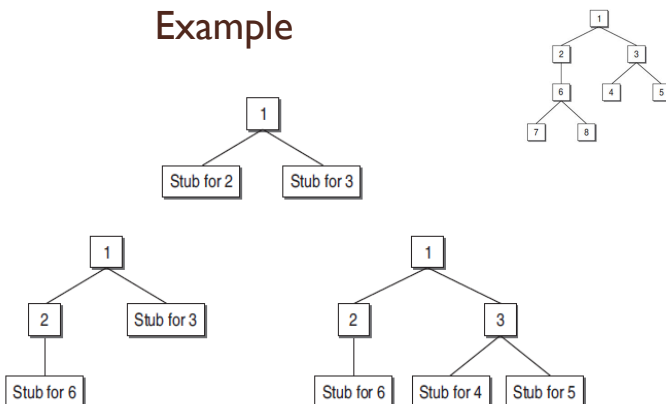 Example
1
2 3
6 4 5
7 8
1
Stub for 2 Stub for 3
1
2 Stub for 3
Stub for 6
1
2 3
Stub for 6 Stub for 4 Stub for 5